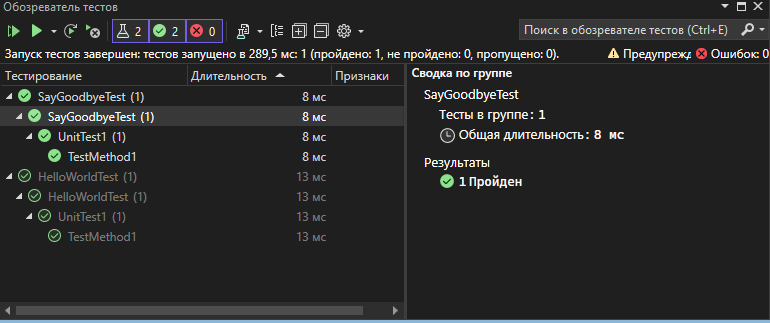 Обозреватель тестов
2 2 0
Поиск в обозревателе тестов (Ctrl+E)
Запуск тестов завершен: тестов запущено в 289,5 мс: 1 (пройдено: 1, не пройдено: 0, пропущено: 0).
Предупрежд
Ошибок: 0
Тестирование Длительность Признаки
SayGoodbyeTest (1) 8 мс
SayGoodbyeTest (1) 8 мс
UnitTest1 (1) 8 мс
TestMethod1 8 мс
HelloWorldTest (1) 13 мс
HelloWorldTest (1) 13 мс
UnitTest1 (1) 13 мс
TestMethod1 13 мс
Сводка по группе
SayGoodbyeTest
Тесты в группе: 1
Общая длительность: 8 мс
Результаты
1 Пройден